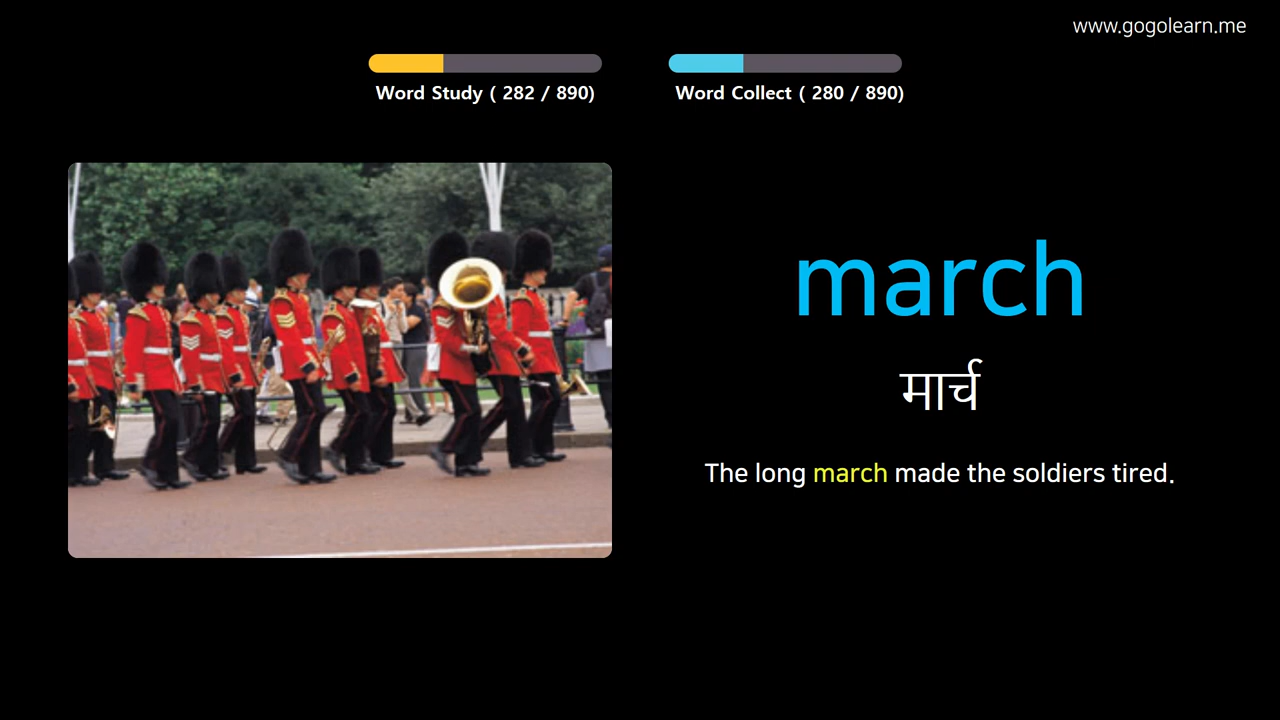 www.gogolearn.me
Word Study ( 282 / 890)
Word Collect ( 280 / 890)
march
मार्च
The long march made the soldiers tired.